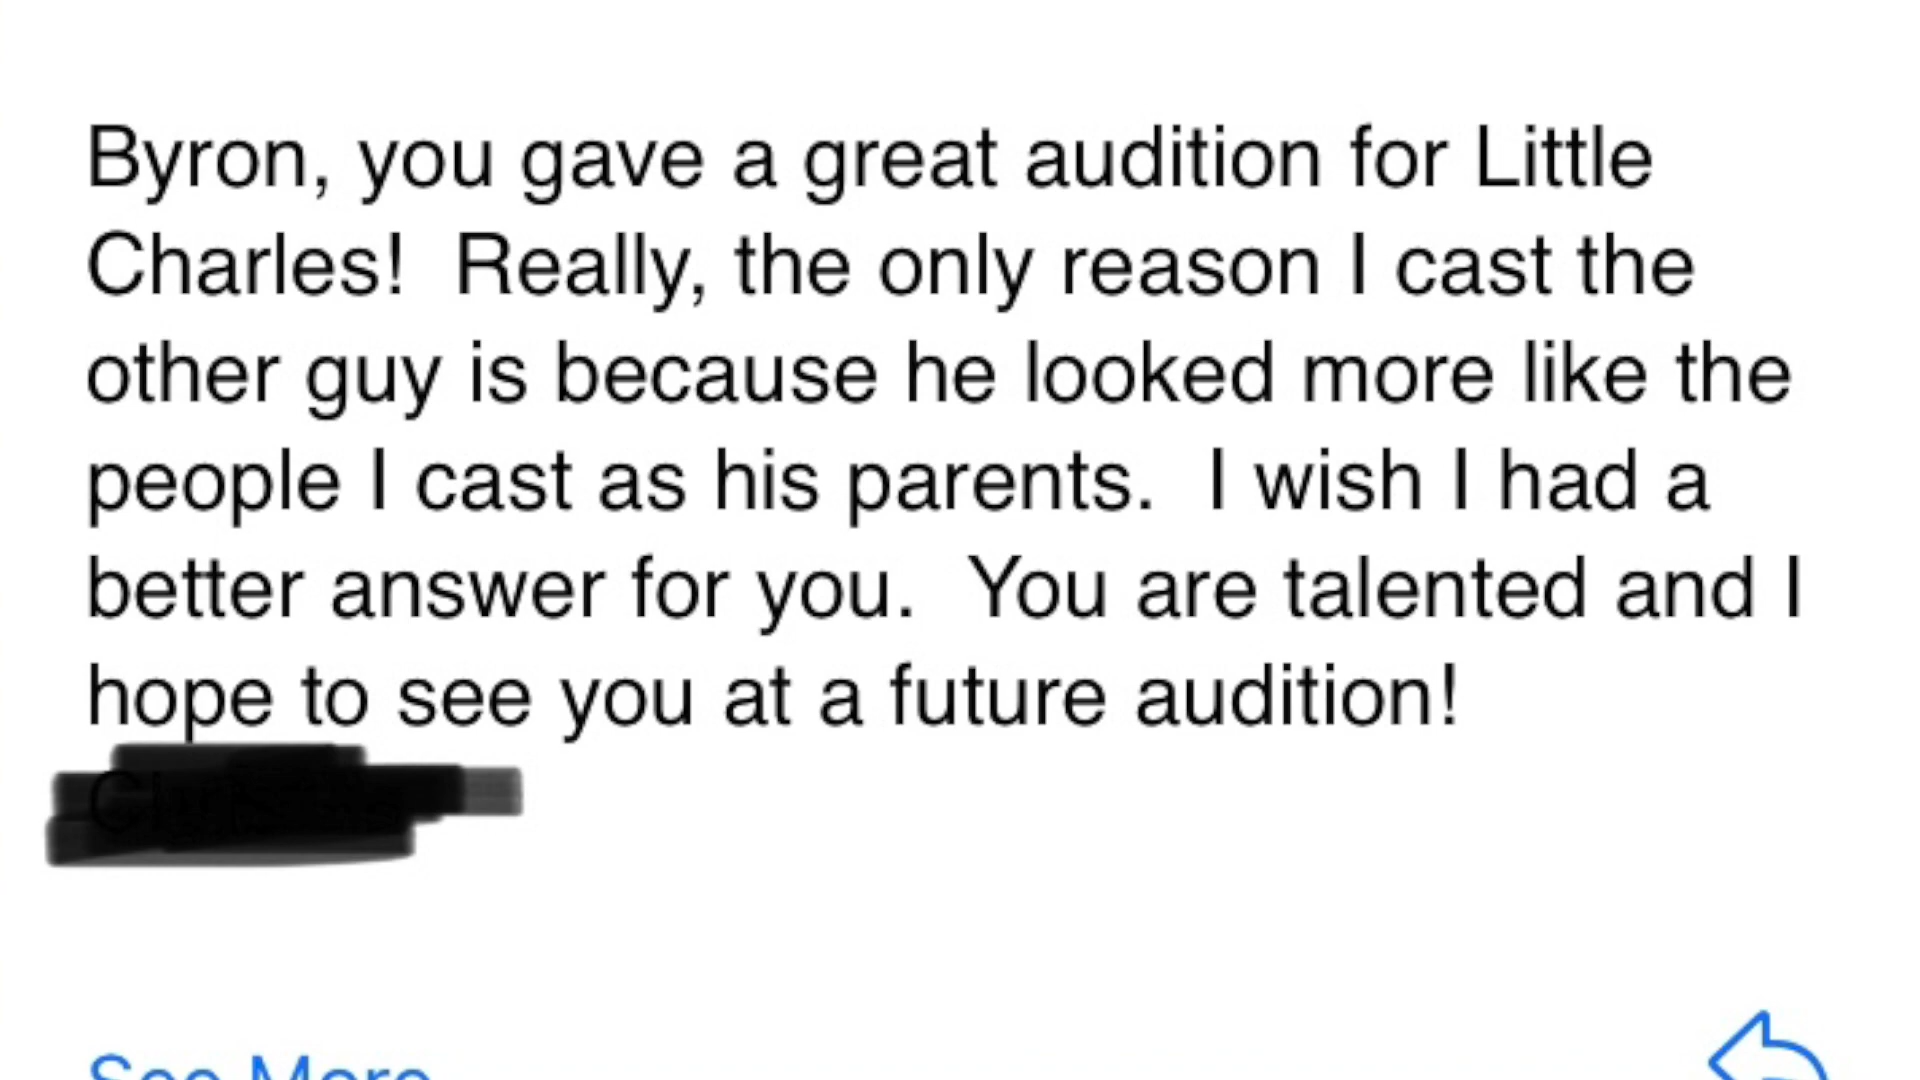 Byron, you gave a great audition for Little
Charles!  Really, the only reason I cast the
other guy is because he looked more like the
people I cast as his parents.  I wish I had a
better answer for you.  You are talented and I
hope to see you at a future audition!
See More